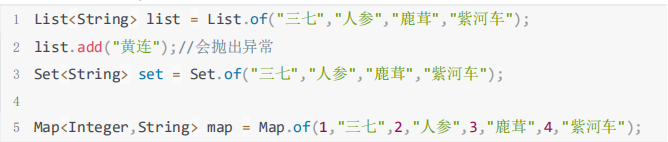 1 List<String> list = List.of("三七","人参","鹿茸","紫河车");
2 list.add("黄连");//会抛出异常
3 Set<String> set = Set.of("三七","人参","鹿茸","紫河车");
4
5 Map<Integer,String> map = Map.of(1,"三七",2,"人参",3,"鹿茸",4,"紫河车");